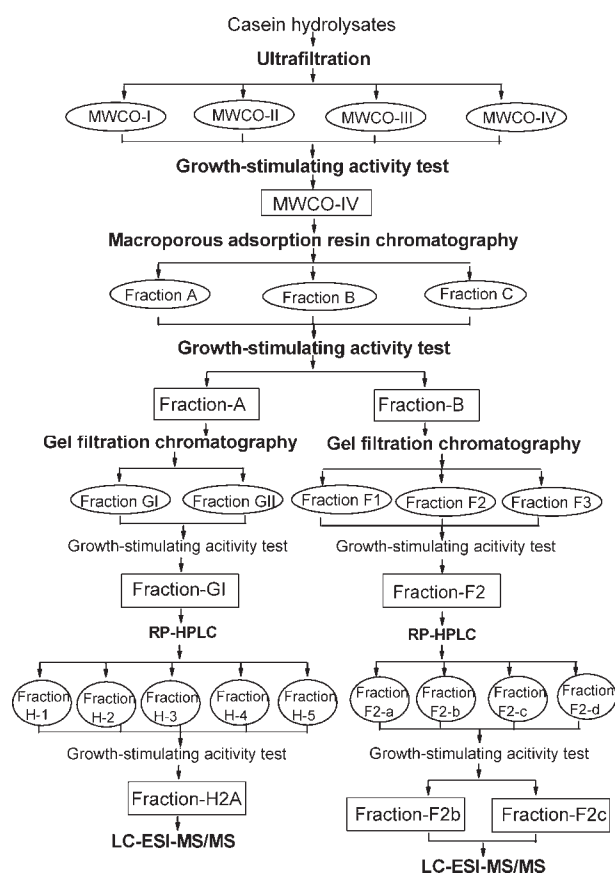 Casein hydrolysates
Ultrafiltration
MWCO-I MWCO-II MWCO-III MWCO-IV
Growth-stimulating activity test
MWCO-IV
Macroporous adsorption resin chromatography
Fraction A Fraction B Fraction C
Growth-stimulating activity test
Fraction-A Fraction-B
Gel filtration chromatography Gel filtration chromatography
Fraction GI Fraction GII Fraction F1 Fraction F2 Fraction F3
Growth-stimulating acitivity test Growth-stimulating acitivity test
Fraction-GI Fraction-F2
RP-HPLC RP-HPLC
Fraction Fraction Fraction Fraction Fraction Fraction Fraction Fraction Fraction
H-1 H-2 H-3 H-4 H-5 F2-a F2-b F2-c F2-d
Growth-stimulating acitivity test Growth-stimulating acitivity test
Fraction-H2A Fraction-F2b Fraction-F2c
LC-ESI-MS/MS LC-ESI-MS/MS